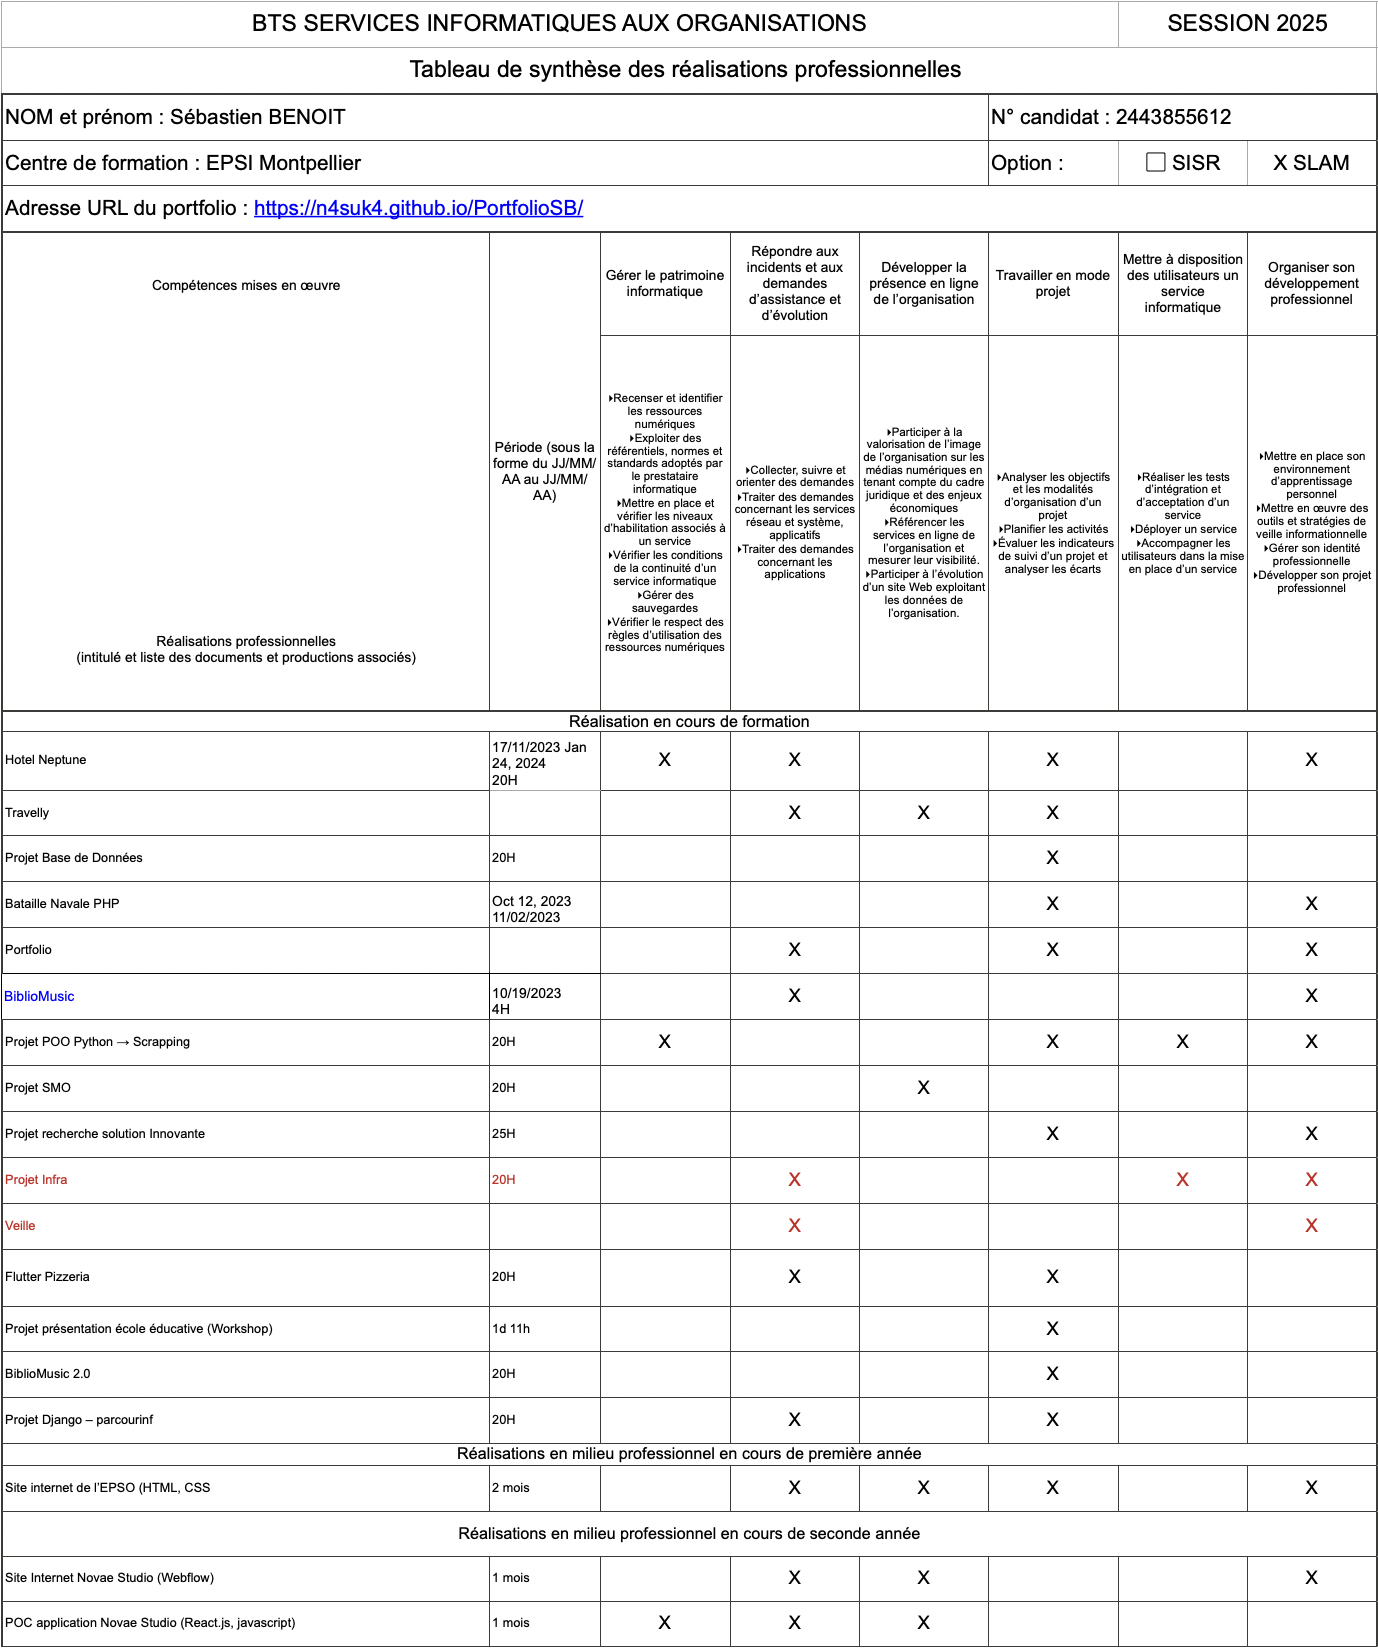 BTS SERVICES INFORMATIQUES AUX ORGANISATIONS
SESSION 2025
Tableau de synthèse des réalisations professionnelles
NOM et prénom : Sébastien BENOIT
N° candidat : 2443855612
Centre de formation : EPSI Montpellier
Option :
☐ SISR
X SLAM
Adresse URL du portfolio : https://n4suk4.github.io/PortfolioSB/
Compétences mises en œuvre
Réalisations professionnelles
(intitulé et liste des documents et productions associés)
Période (sous la
forme du JJ/MM/
AA au JJ/MM/
AA)
Gérer le patrimoine
informatique
Répondre aux
incidents et aux
demandes
d’assistance et
d’évolution
Développer la
présence en ligne
de l’organisation
Travailler en mode
projet
Mettre à disposition
des utilisateurs un
service
informatique
Organiser son
développement
professionnel
‣Recenser et identifier
les ressources
numériques
‣Exploiter des
référentiels, normes et
standards adoptés par
le prestataire
informatique
‣Mettre en place et
vérifier les niveaux
d’habilitation associés à
un service
‣Vérifier les conditions
de la continuité d’un
service informatique
‣Gérer des
sauvegardes
‣Vérifier le respect des
règles d’utilisation des
ressources numériques
‣Collecter, suivre et
orienter des demandes
‣Traiter des demandes
concernant les services
réseau et système,
applicatifs
‣Traiter des demandes
concernant les
applications
‣Participer à la
valorisation de l’image
de l’organisation sur les
médias numériques en
tenant compte du cadre
juridique et des enjeux
économiques
‣Référencer les
services en ligne de
l’organisation et
mesurer leur visibilité.
‣Participer à l’évolution
d’un site Web exploitant
les données de
l’organisation.
‣Analyser les objectifs
et les modalités
d’organisation d’un
projet
‣Planifier les activités
‣Évaluer les indicateurs
de suivi d’un projet et
analyser les écarts
‣Réaliser les tests
d’intégration et
d’acceptation d’un
service
‣Déployer un service
‣Accompagner les
utilisateurs dans la mise
en place d’un service
‣Mettre en place son
environnement
d’apprentissage
personnel
‣Mettre en œuvre des
outils et stratégies de
veille informationnelle
‣Gérer son identité
professionnelle
‣Développer son projet
professionnel
Réalisation en cours de formation
Hotel Neptune
17/11/2023 Jan
24, 2024
20H
X X X X
Travelly
X X X
Projet Base de Données
20H
X
Bataille Navale PHP
Oct 12, 2023
11/02/2023
X X
Portfolio
X X X
BiblioMusic
10/19/2023
4H
X X
Projet POO Python → Scrapping
20H
X X X X
Projet SMO
20H
X
Projet recherche solution Innovante
25H
X X
Projet Infra
20H
X X X
Veille
X X
Flutter Pizzeria
20H
X X
Projet présentation école éducative (Workshop)
1d 11h
X
BiblioMusic 2.0
20H
X
Projet Django – parcourinf
20H
X X
Réalisations en milieu professionnel en cours de première année
Site internet de l’EPSO (HTML, CSS
2 mois
X X X X
Réalisations en milieu professionnel en cours de seconde année
Site Internet Novae Studio (Webflow)
1 mois
X X X
POC application Novae Studio (React.js, javascript)
1 mois
X X X